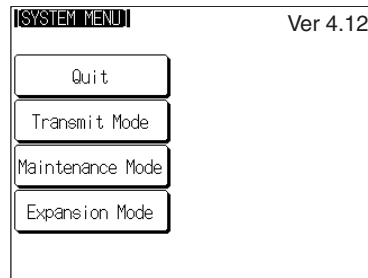 [SYSTEM MENU]
Ver 4.12
Quit
Transmit Mode
Maintenance Mode
Expansion Mode